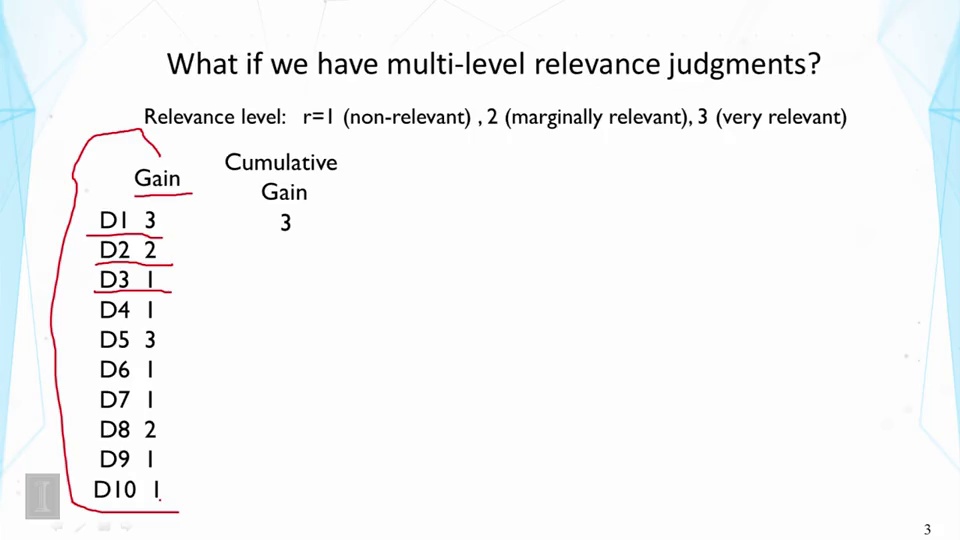 What if we have multi-level relevance judgments?
Relevance level: r=1 (non-relevant) , 2 (marginally relevant), 3 (very relevant)
Gain
Cumulative
Gain
D1 3
3
D2 2
D3 1
D4 1
D5 3
D6 1
D7 1
D8 2
D9 1
D10 1
I
3